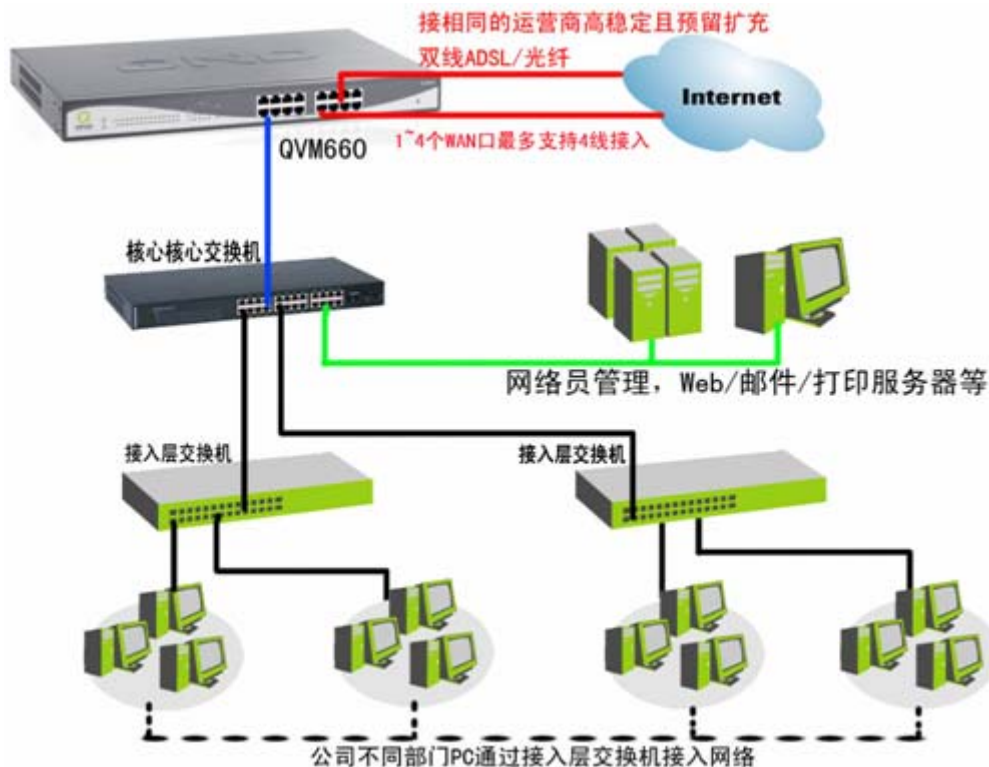 接相同的运营商高稳定且预留扩充
双线ADSL/光纤
Internet
QVM660
1~4个WAN口最多支持4线接入
核心核心交换机
网络员管理，Web/邮件/打印服务器等
接入层交换机
接入层交换机
公司不同部门PC通过接入层交换机接入网络